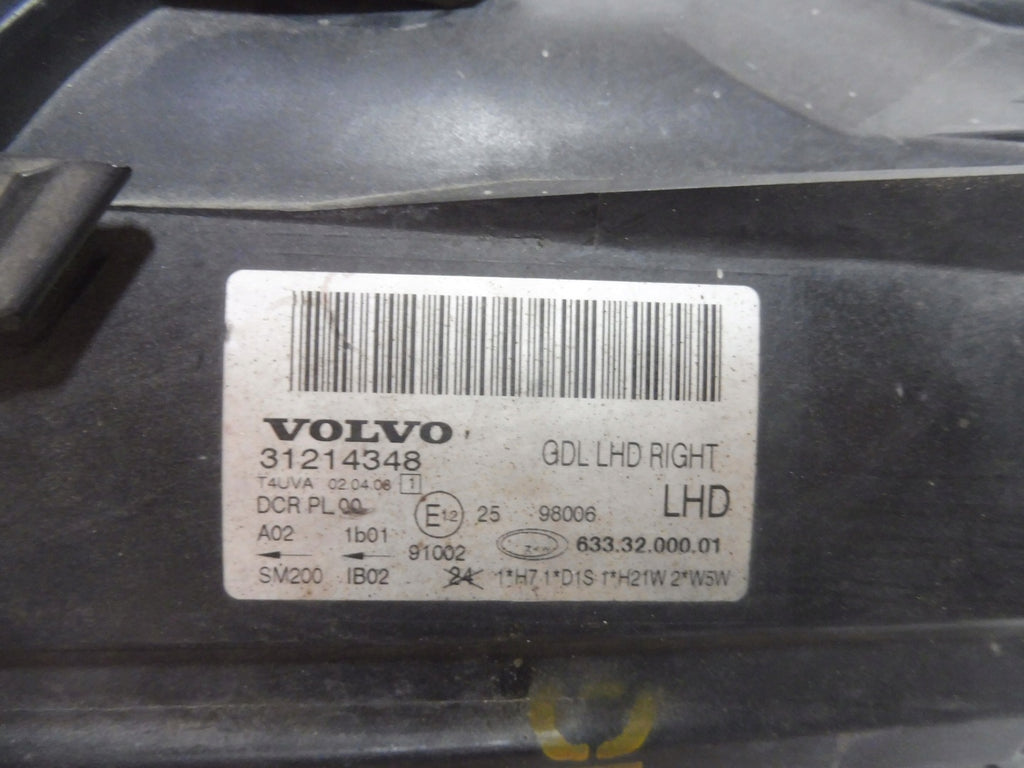 VOLVO
31214348
GDL LHD RIGHT
T4UVA 02.04.06 1
LHD
DCR PL 00
E12 25 98006
A02 1b01
91002 633.32.000.01
SM200 IB02 24 1*H7 1*D1S 1*H21W 2*W5W